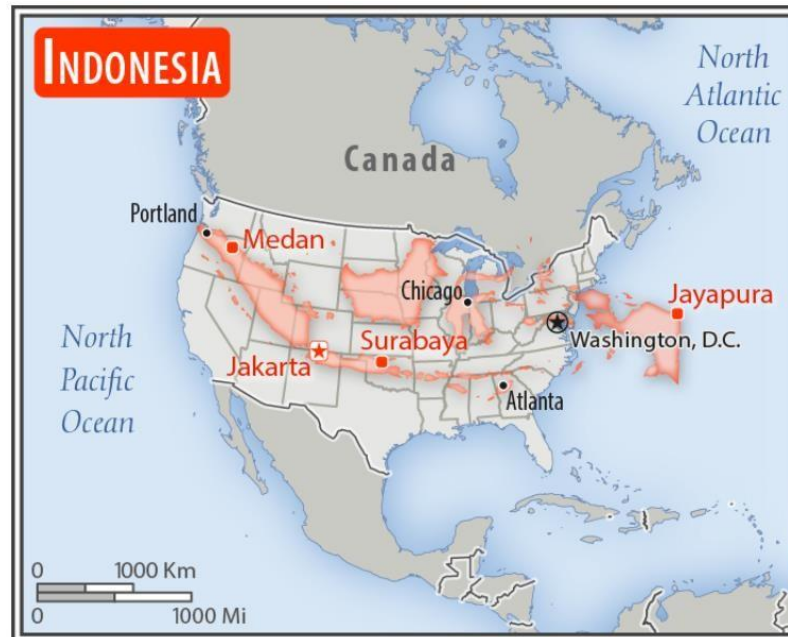 INDONESIA
North
Atlantic
Ocean
Canada
Portland
Medan
Chicago
Jayapura
Washington, D.C.
Jakarta
Surabaya
Atlanta
North
Pacific
Ocean
0 1000 Km
0 1000 Mi